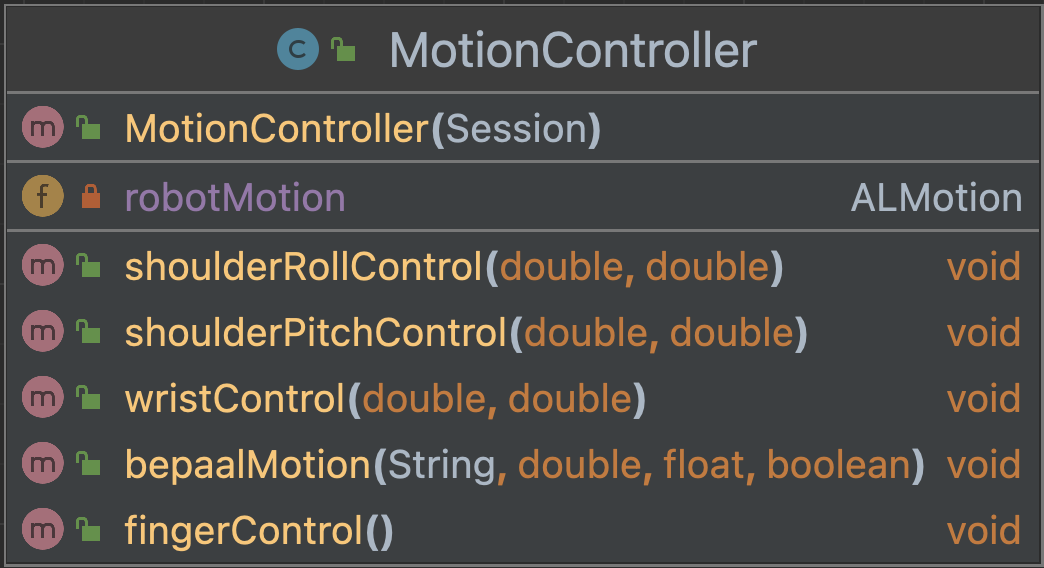 C MotionController
m MotionController(Session)
f robotMotion ALMotion
m shoulderRollControl(double, double) void
m shoulderPitchControl(double, double) void
m wristControl(double, double) void
m bepaalMotion(String, double, float, boolean) void
m fingerControl() void